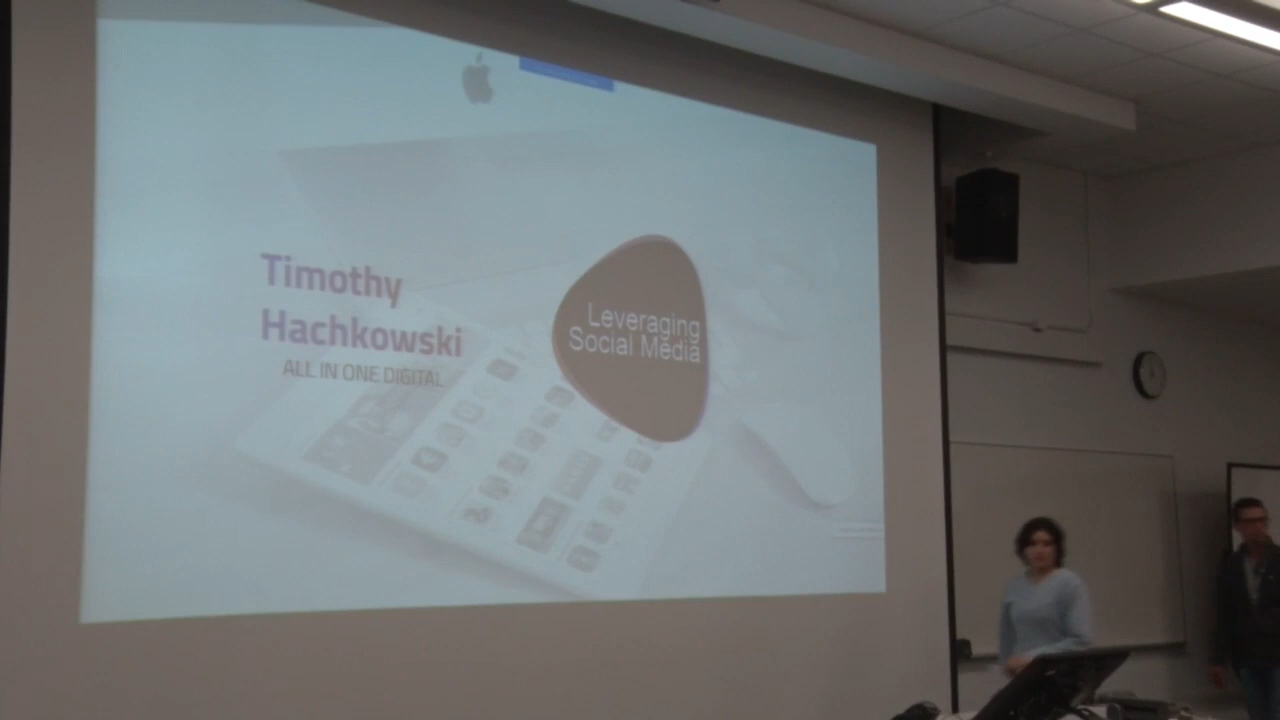 Timothy
Hachkowski
ALL IN ONE DIGITAL
Leveraging
Social Media